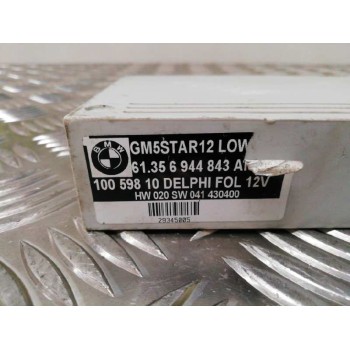 BMW
GM5STAR12 LOW
61.35 6 944 843
100 598 10 DELPHI FOL 12V
HW 020 SW 041 430400
29345005